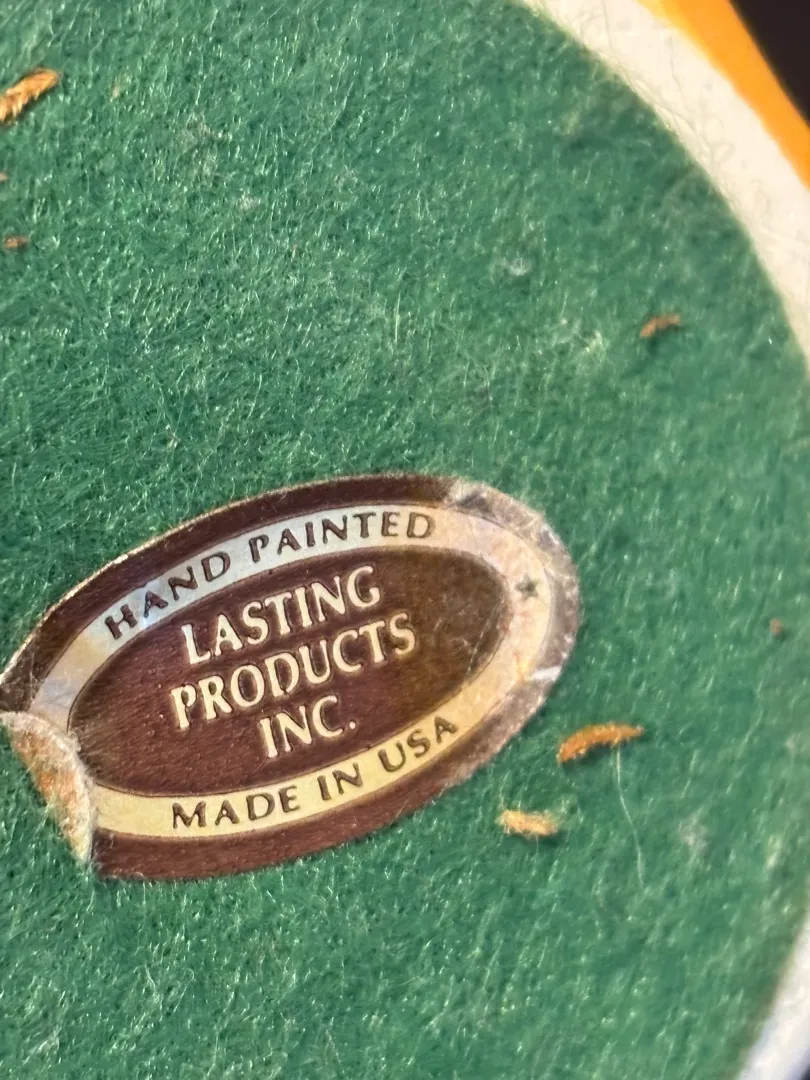 HAND PAINTED
LASTING
PRODUCTS
INC.
MADE IN USA